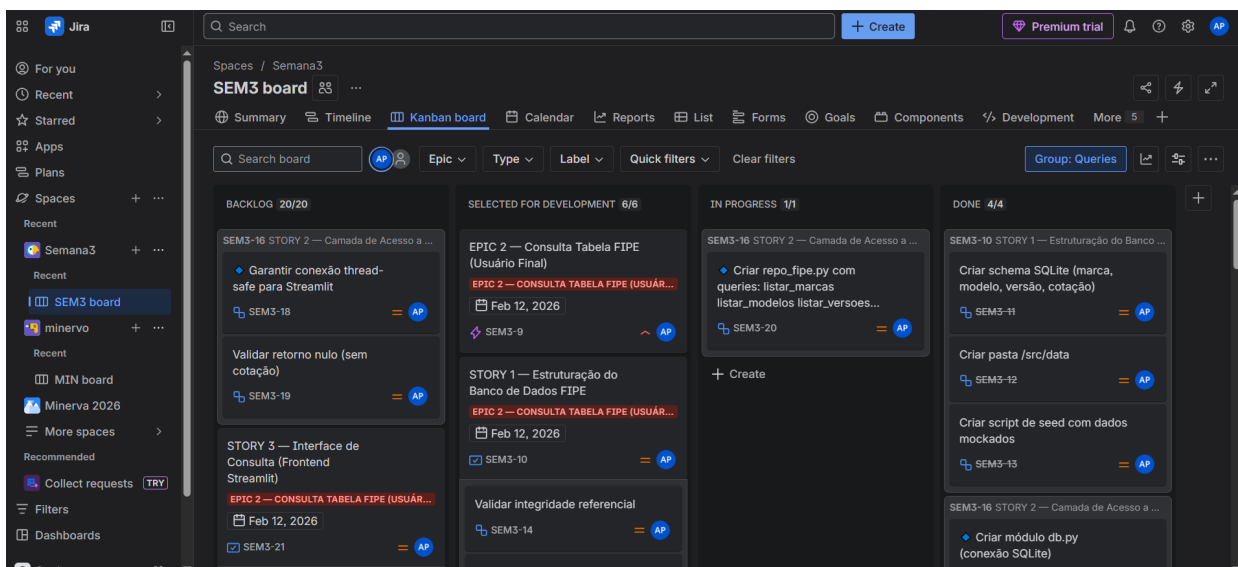 Jira
Search
+ Create
Premium trial
AP
For you
Recent
Starred
Apps
Plans
Spaces
Recent
Semana3
Recent
SEM3 board
minervo
Recent
MIN board
Minerva 2026
More spaces
Recommended
Collect requests TRY
Filters
Dashboards
Spaces / Semana3
SEM3 board
Summary
Timeline
Kanban board
Calendar
Reports
List
Forms
Goals
Components
Development
More 5
Search board
AP
Epic
Type
Label
Quick filters
Clear filters
Group: Queries
BACKLOG 20/20
SEM3-16 STORY 2 — Camada de Acesso a ...
Garantir conexão thread-
safe para Streamlit
SEM3-18
AP
Validar retorno nulo (sem
cotação)
SEM3-19
AP
STORY 3 — Interface de
Consulta (Frontend
Streamlit)
EPIC 2 — CONSULTA TABELA FIPE (USUÁR...
Feb 12, 2026
SEM3-21
AP
SELECTED FOR DEVELOPMENT 6/6
EPIC 2 — Consulta Tabela FIPE
(Usuário Final)
EPIC 2 — CONSULTA TABELA FIPE (USUÁR...
Feb 12, 2026
SEM3-9
AP
STORY 1 — Estruturação do
Banco de Dados FIPE
EPIC 2 — CONSULTA TABELA FIPE (USUÁR...
Feb 12, 2026
SEM3-10
AP
Validar integridade referencial
SEM3-14
AP
IN PROGRESS 1/1
SEM3-16 STORY 2 — Camada de Acesso a ...
Criar repo_fipe.py com
queries: listar_marcas
listar_modelos listar_versoes...
SEM3-20
AP
+ Create
DONE 4/4
SEM3-10 STORY 1 — Estruturação do Banco ...
Criar schema SQLite (marca,
modelo, versão, cotação)
SEM3-11
AP
Criar pasta /src/data
SEM3-12
AP
Criar script de seed com dados
mockados
SEM3-13
AP
SEM3-16 STORY 2 — Camada de Acesso a ...
Criar módulo db.py
(conexão SQLite)